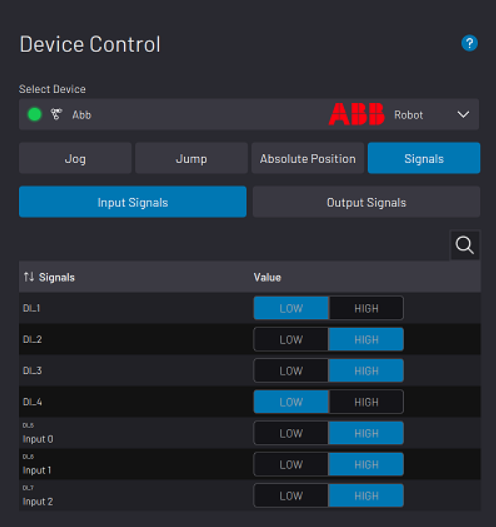 Device Control
?
Select Device
Abb ABB Robot
Jog Jump Absolute Position Signals
Input Signals Output Signals
↑↓ Signals Value
DI_1 LOW HIGH
DI_2 LOW HIGH
DI_3 LOW HIGH
DI_4 LOW HIGH
DI_5
Input 0 LOW HIGH
DI_6
Input 1 LOW HIGH
DI_7
Input 2 LOW HIGH